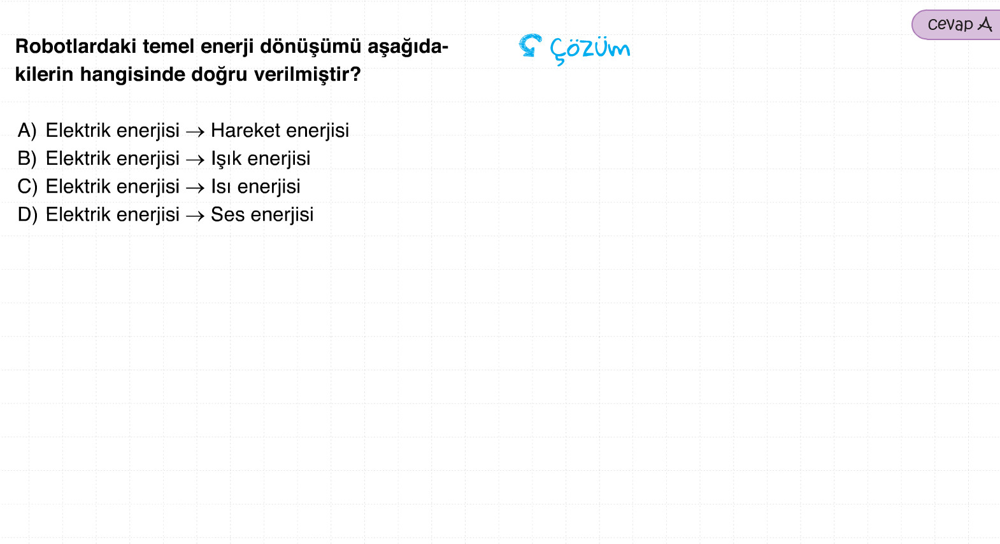 Cevap A
Robotlardaki temel enerji dönüşümü aşağıda-
kilerin hangisinde doğru verilmiştir?
Çözüm
A) Elektrik enerjisi → Hareket enerjisi
B) Elektrik enerjisi → Işık enerjisi
C) Elektrik enerjisi → Isı enerjisi
D) Elektrik enerjisi → Ses enerjisi